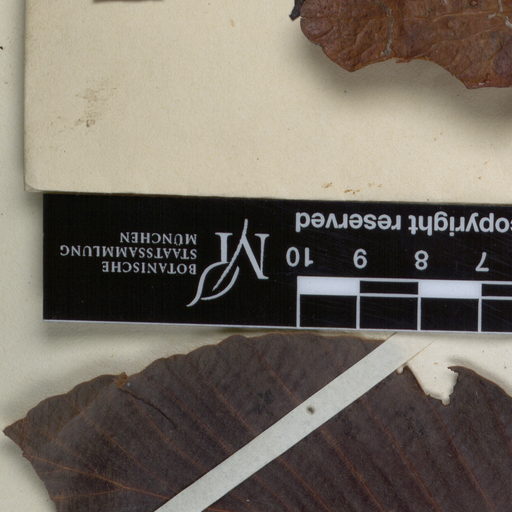 copyright reserved
7 8 9 10
M
BOTANISCHE
STAATSSAMMLUNG
MÜNCHEN